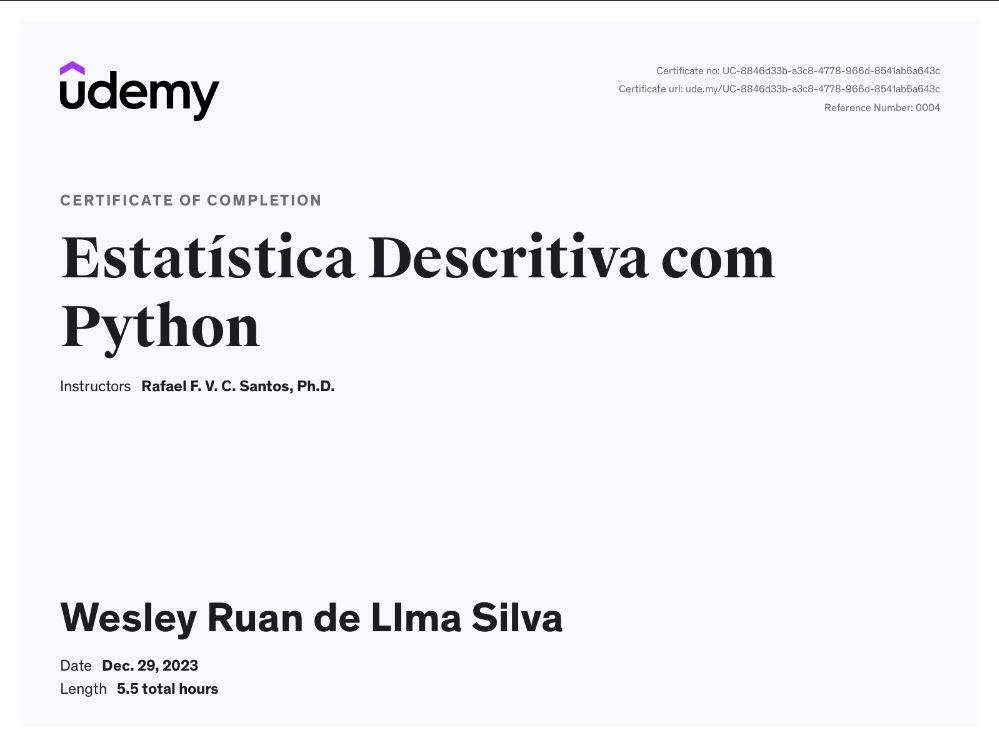 udemy
Certificate no: UC-8846d33b-a3c8-4778-966d-8541ab6a643c
Certificate url: ude.my/UC-8846d33b-a3c8-4778-966d-8541ab6a643c
Reference Number: 0004
CERTIFICATE OF COMPLETION
Estatística Descritiva com
Python
Instructors Rafael F. V. C. Santos, Ph.D.
Wesley Ruan de LIma Silva
Date Dec. 29, 2023
Length 5.5 total hours